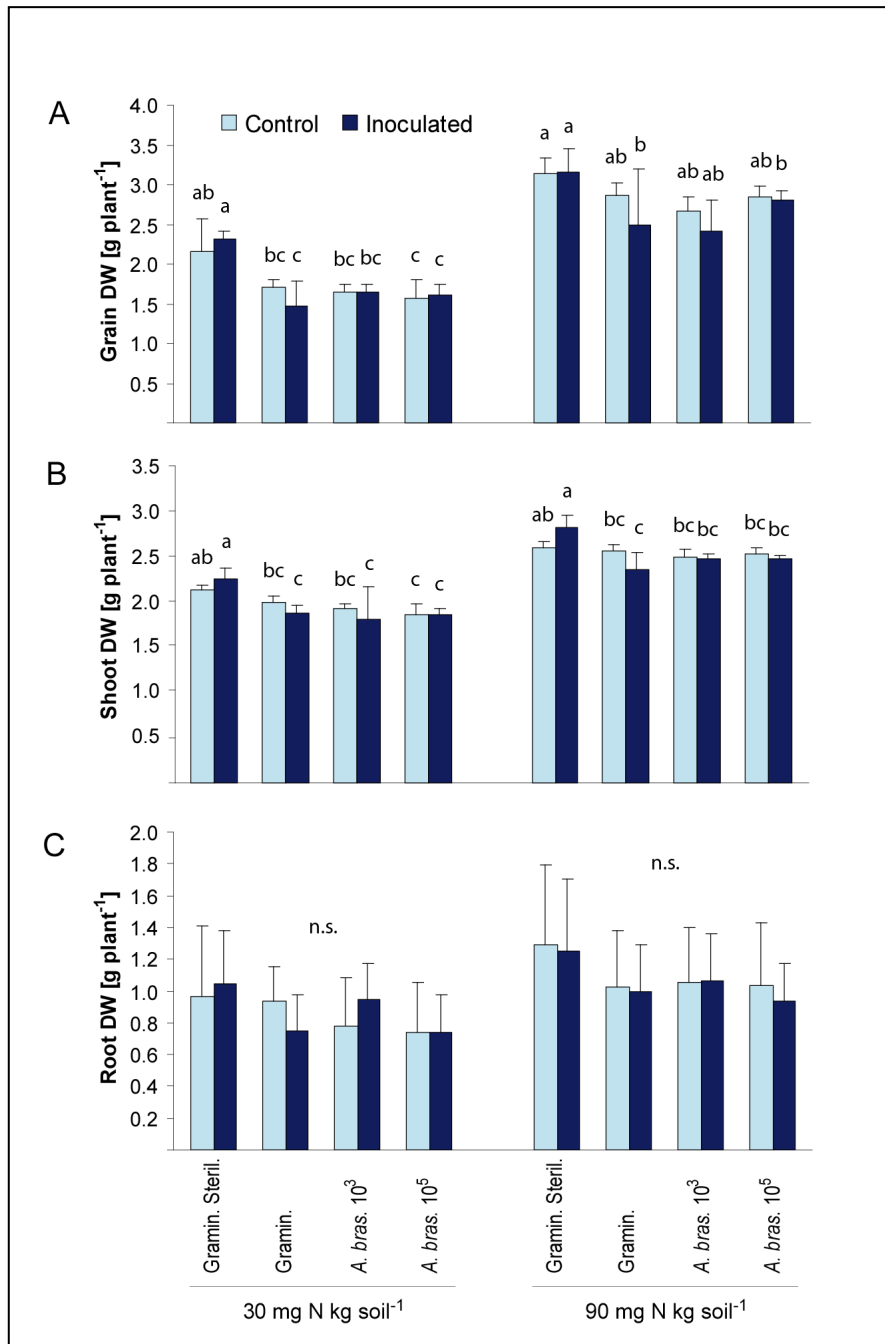 A
Control Inoculated
Grain DW [g plant⁻¹]
4.0
3.5
3.0
2.5
2.0
1.5
1.0
0.5
ab a bc c bc bc c c
a a ab b ab ab ab b
B
Shoot DW [g plant⁻¹]
3.5
3.0
2.5
2.0
1.5
1.0
0.5
ab a bc c bc c c c
ab a bc c bc bc bc bc
C
Root DW [g plant⁻¹]
2.0
1.8
1.6
1.4
1.2
1.0
0.8
0.6
0.4
0.2
n.s.
n.s.
Gramin. Steril.
Gramin.
A. bras. 10³
A. bras. 10⁵
Gramin. Steril.
Gramin.
A. bras. 10³
A. bras. 10⁵
30 mg N kg soil⁻¹
90 mg N kg soil⁻¹